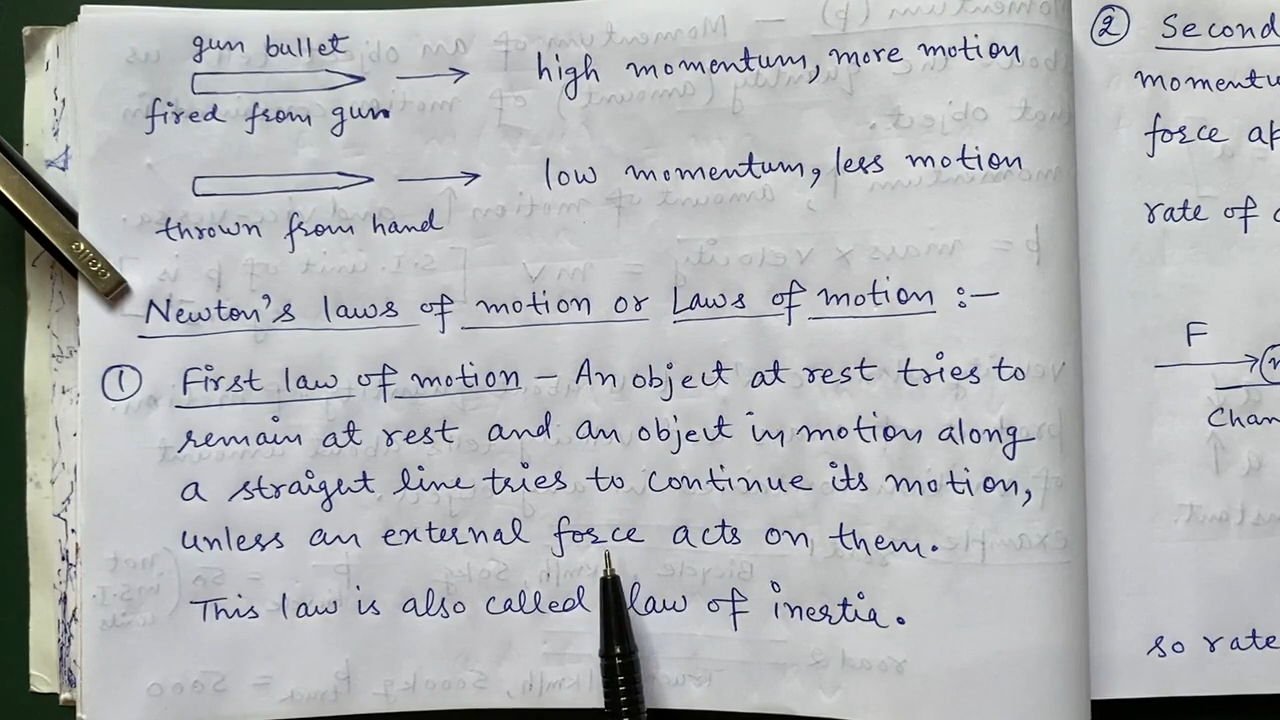 gun bullet
fired from gun
high momentum, more motion
thrown from hand
low momentum, less motion
Newton's laws of motion or Laws of motion :-
① First law of motion - An object at rest tries to
remain at rest and an object in motion along
a straight line tries to continue its motion,
unless an external force acts on them.
This law is also called law of inertia.
② Second
momentu
force ap
rate of c
F
Chan
so rate